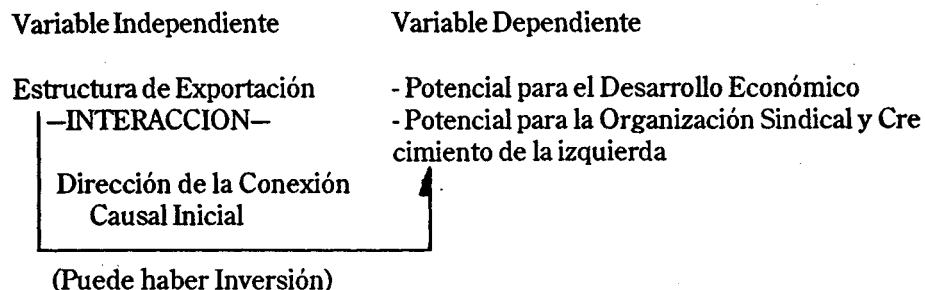 Variable Independiente Variable Dependiente
Estructura de Exportación - Potencial para el Desarrollo Económico
—INTERACCION— - Potencial para la Organización Sindical y Cre
cimiento de la izquierda
Dirección de la Conexión
Causal Inicial
(Puede haber Inversión)